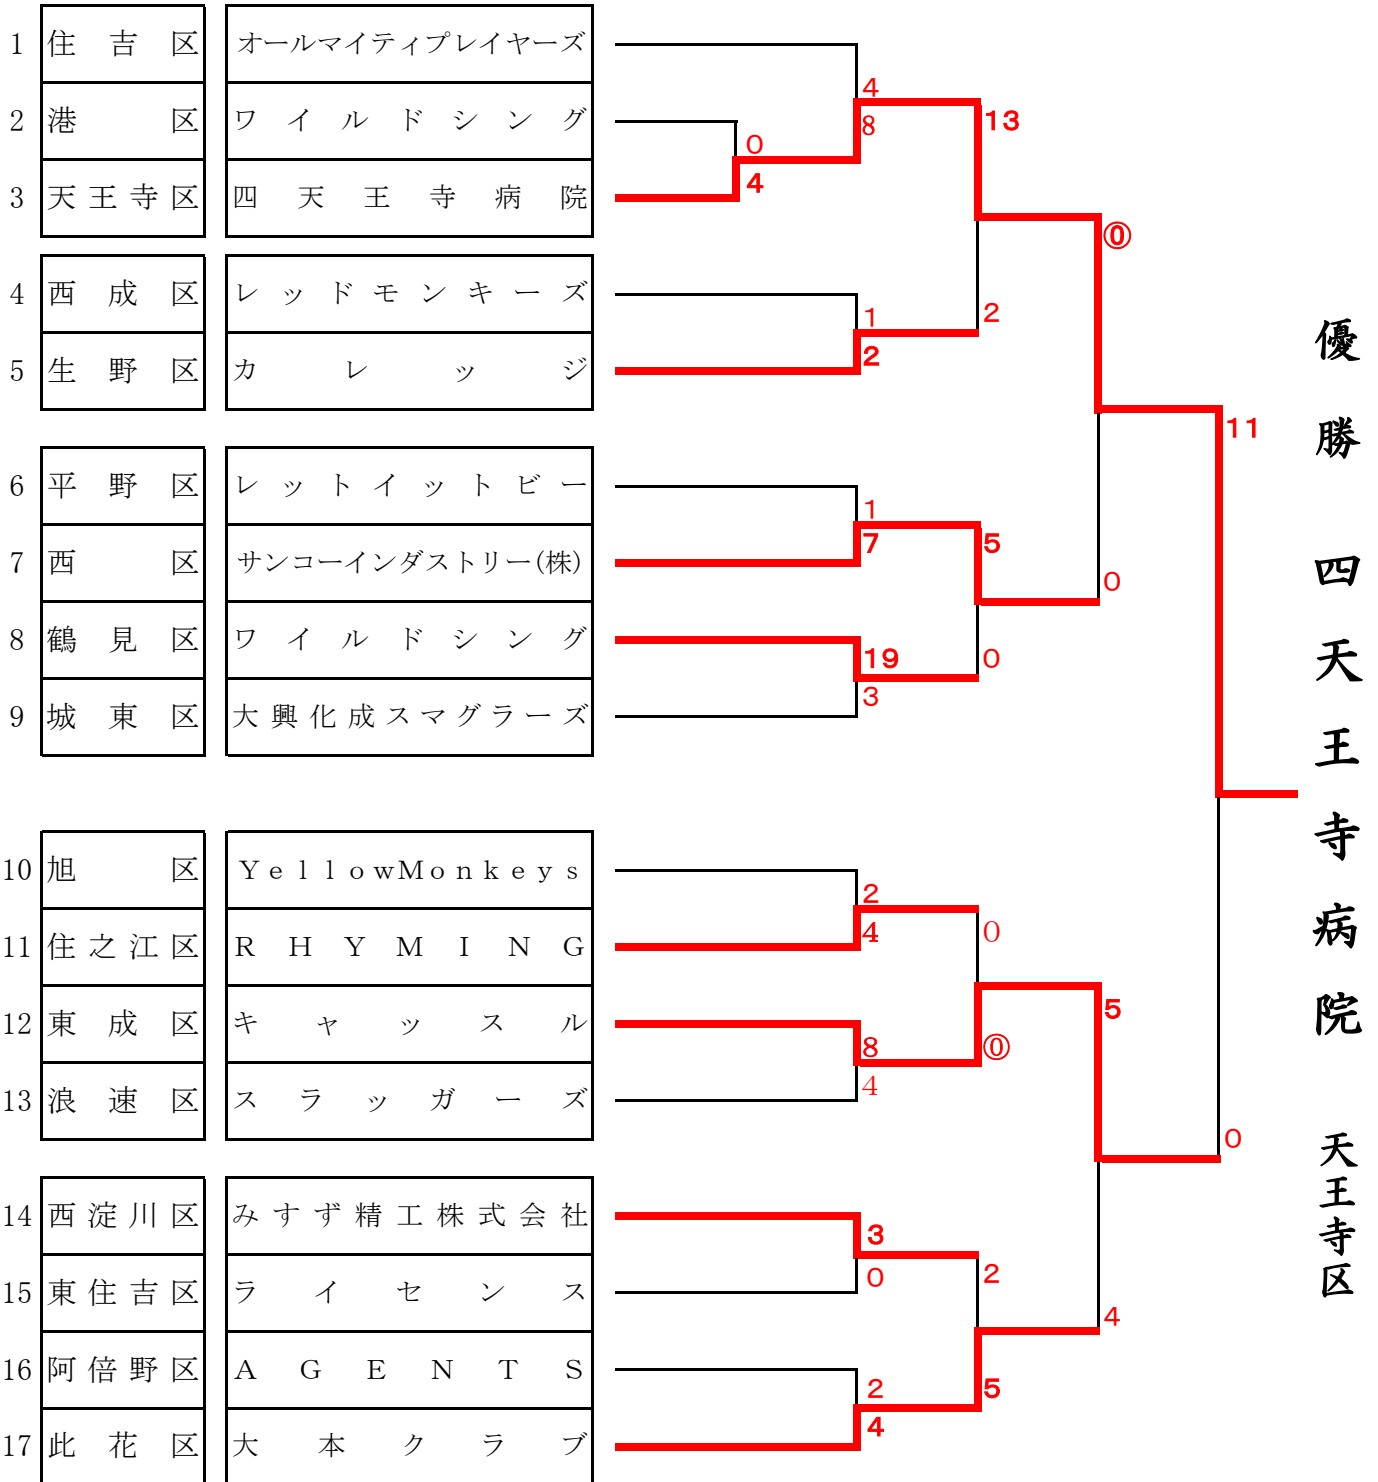 1 住吉区 オールマイティプレイヤーズ
4
2 港区 ワイルドシング
8
13
0
3 天王寺区 四天王寺病院
4
⓪
4 西成区 レッドモンキーズ
1
2
5 生野区 カレッジ
2
11
6 平野区 レットイットビー
1
7 西区 サンコーインダストリー(株)
7
5
0
8 鶴見区 ワイルドシング
19
0
9 城東区 大興化成スマグラーズ
3
10 旭区 YellowMonkeys
2
11 住之江区 RHYMING
4
0
12 東成区 キャッスル
8
⓪
5
13 浪速区 スラッガーズ
4
0
14 西淀川区 みすず精工株式会社
3
15 東住吉区 ライセンス
0
2
4
16 阿倍野区 AGENTS
2
5
17 此花区 大本クラブ
4
優勝 四天王寺病院 天王寺区